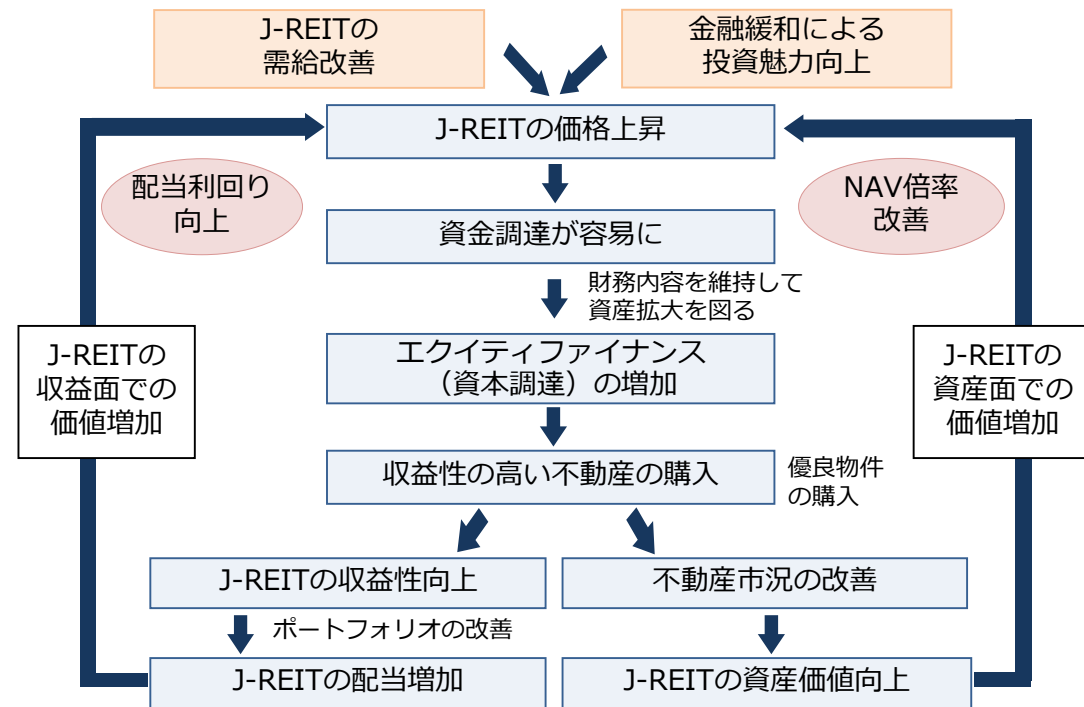 J-REITの
需給改善
金融緩和による
投資魅力向上
J-REITの価格上昇
配当利回り
向上
NAV倍率
改善
資金調達が容易に
財務内容を維持して
資産拡大を図る
J-REITの
収益面での
価値増加
エクイティファイナンス
（資本調達）の増加
J-REITの
資産面での
価値増加
収益性の高い不動産の購入
優良物件
の購入
J-REITの収益性向上
不動産市況の改善
ポートフォリオの改善
J-REITの配当増加
J-REITの資産価値向上